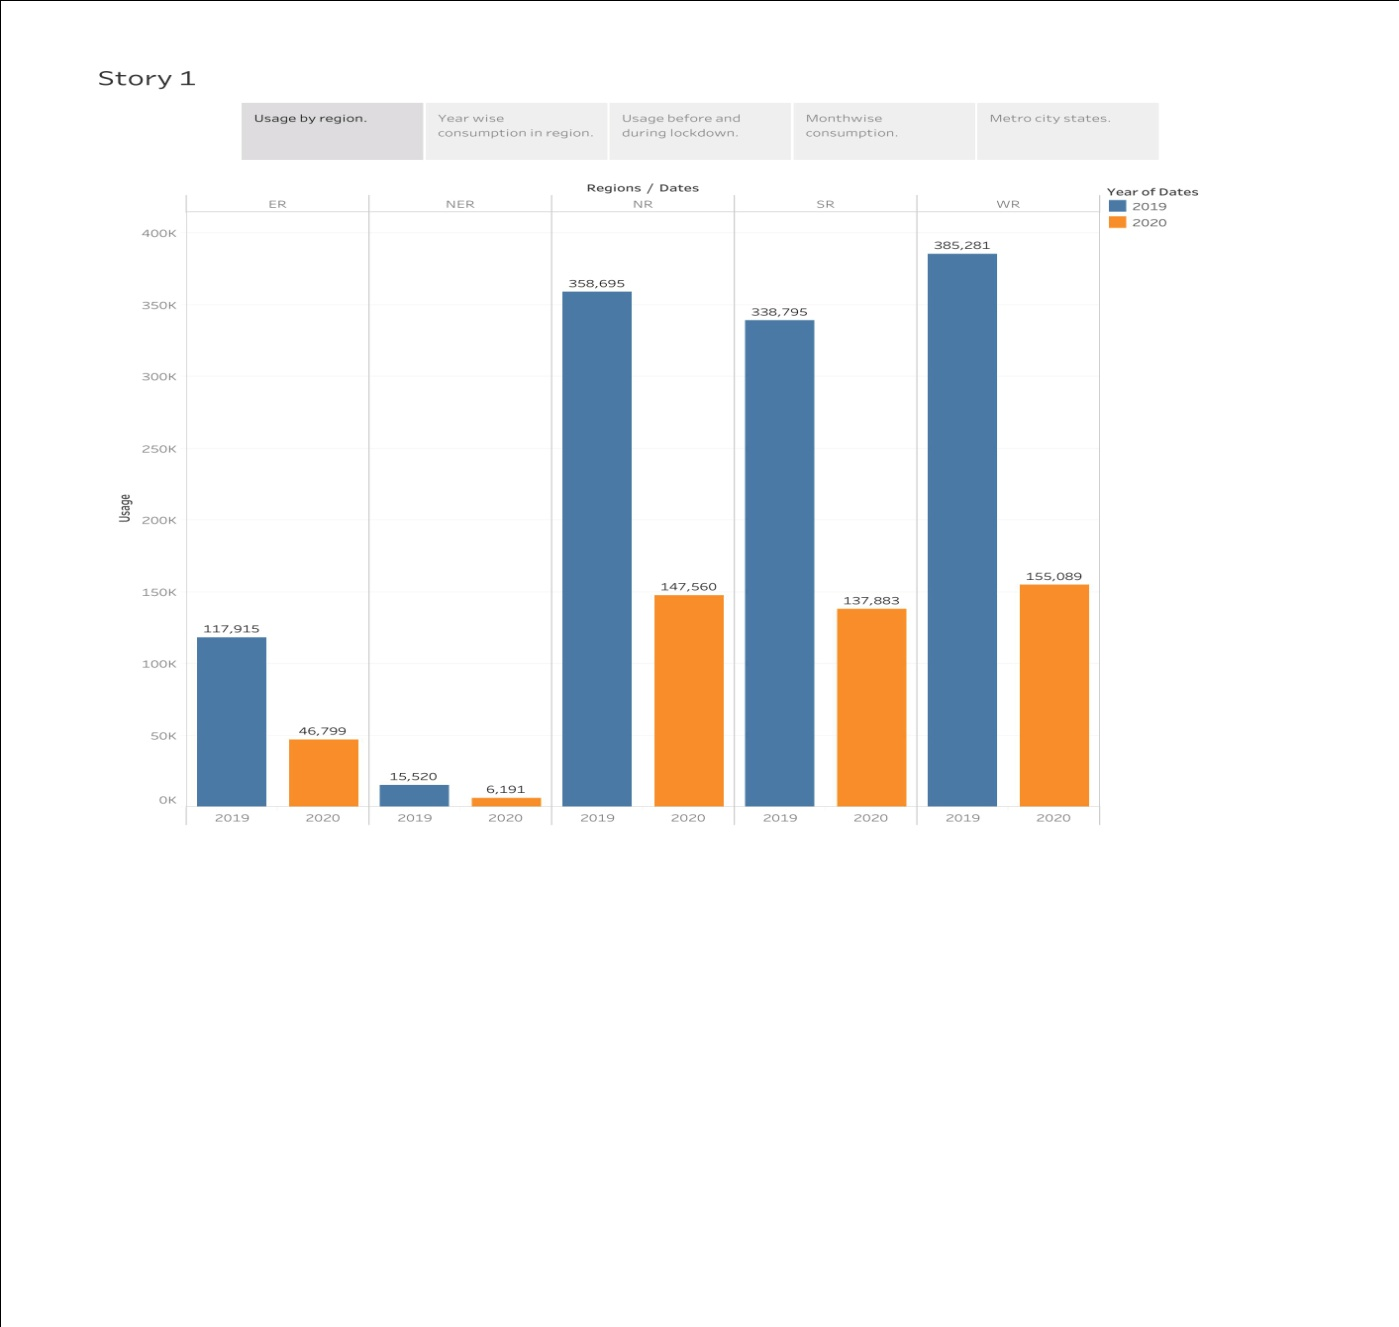 Story 1
Usage by region.
Year wise
consumption in region.
Usage before and
during lockdown.
Monthwise
consumption.
Metro city states.
Regions / Dates
ER NER NR SR WR
Year of Dates
2019
2020
400K
350K
300K
250K
200K
150K
100K
50K
0K
Usage
117,915
46,799
15,520
6,191
358,695
147,560
338,795
137,883
385,281
155,089
2019 2020 2019 2020 2019 2020 2019 2020 2019 2020